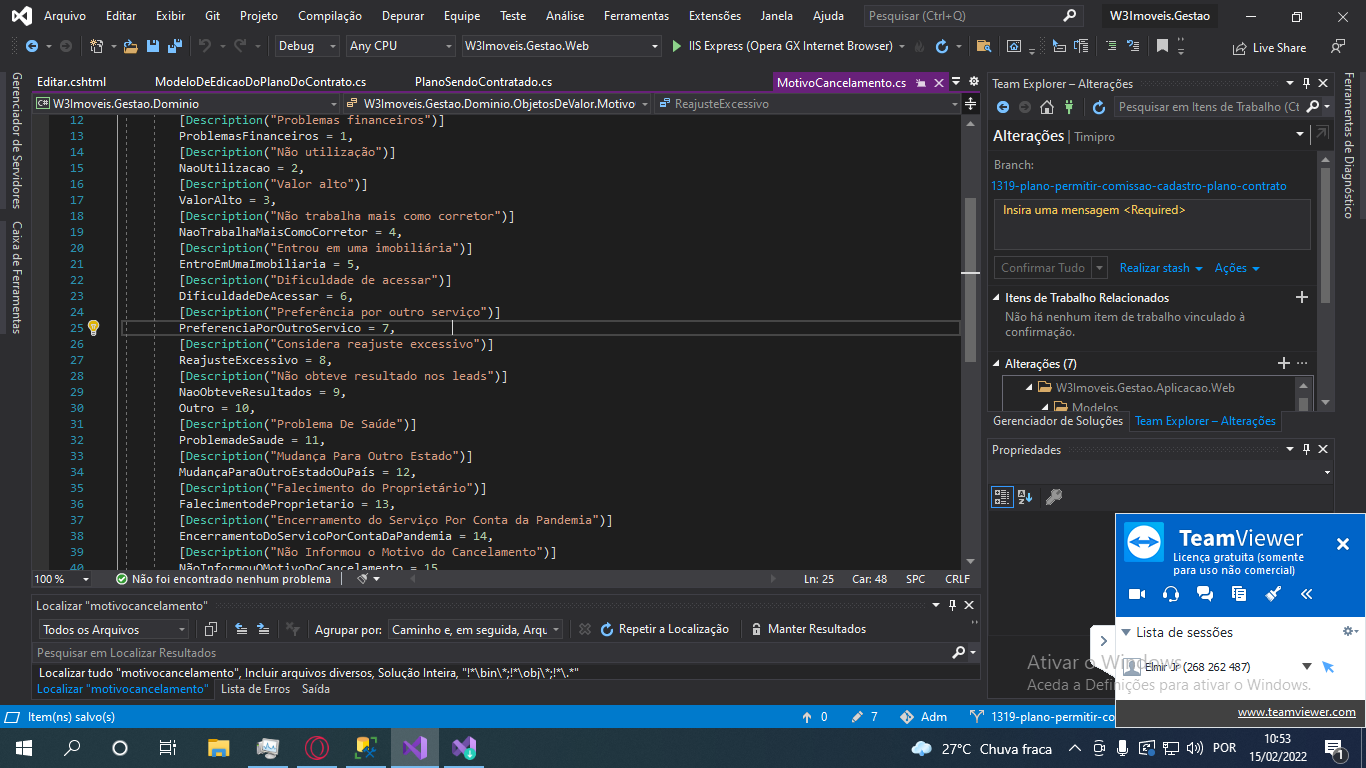 Arquivo Editar Exibir Git Projeto Compilação Depurar Equipe Teste Análise Ferramentas Extensões Janela Ajuda Pesquisar (Ctrl+Q) W3Imoveis.Gestao
Debug Any CPU W3Imoveis.Gestao.Web IIS Express (Opera GX Internet Browser) Live Share
Gerenciador de Servidores
Caixa de Ferramentas
Editar.cshtml ModeloDeEdicaoDoPlanoDoContrato.cs PlanoSendoContratado.cs MotivoCancelamento.cs
C# W3Imoveis.Gestao.Dominio W3Imoveis.Gestao.Dominio.ObjetosDeValor.Motivo ReajusteExcessivo
12 [Description("Problemas financeiros")]
13 ProblemasFinanceiros = 1,
14 [Description("Não utilização")]
15 NaoUtilizacao = 2,
16 [Description("Valor alto")]
17 ValorAlto = 3,
18 [Description("Não trabalha mais como corretor")]
19 NaoTrabalhaMaisComoCorretor = 4,
20 [Description("Entrou em uma imobiliária")]
21 EntroEmUmaImobiliaria = 5,
22 [Description("Dificuldade de acessar")]
23 DificuldadeDeAcessar = 6,
24 [Description("Preferência por outro serviço")]
25 PreferenciaPorOutroServico = 7,
26 [Description("Considera reajuste excessivo")]
27 ReajusteExcessivo = 8,
28 [Description("Não obteve resultado nos leads")]
29 NaoObteveResultados = 9,
30 Outro = 10,
31 [Description("Problema De Saúde")]
32 ProblemadeSaude = 11,
33 [Description("Mudança Para Outro Estado")]
34 MudançaParaOutroEstadoOuPaís = 12,
35 [Description("Falecimento do Proprietário")]
36 FalecimentodeProprietario = 13,
37 [Description("Encerramento do Serviço Por Conta da Pandemia")]
38 EncerramentoDoServicoPorContaDaPandemia = 14,
39 [Description("Não Informou o Motivo do Cancelamento")]
40 NãoInformouOMotivoDoCancelamento = 15
100 % Não foi encontrado nenhum problema Ln: 25 Car: 48 SPC CRLF
Localizar "motivocancelamento"
Todos os Arquivos Agrupar por: Caminho e, em seguida, Arqu Repetir a Localização Manter Resultados
Pesquisar em Localizar Resultados
Localizar tudo "motivocancelamento", Incluir arquivos diversos, Solução Inteira, "!*\bin\*;!*\obj\*;!*\.*"
Localizar "motivocancelamento" Lista de Erros Saída
Team Explorer – Alterações
Pesquisar em Itens de Trabalho (Ct
Alterações | Timipro
Branch:
1319-plano-permitir-comissao-cadastro-plano-contrato
Insira uma mensagem <Required>
Confirmar Tudo Realizar stash Ações
Itens de Trabalho Relacionados
Não há nenhum item de trabalho vinculado à
confirmação.
Alterações (7)
W3Imoveis.Gestao.Aplicacao.Web
Modelos
Gerenciador de Soluções Team Explorer – Alterações
Propriedades
Ferramentas de Diagnóstico
TeamViewer
Licença gratuita (somente
para uso não comercial)
Lista de sessões
Elmir Jr (268 262 487)
Ativar o Windows
Aceda a Definições para ativar o Windows.
www.teamviewer.com
Item(ns) salvo(s) 0 7 Adm 1319-plano-permitir-co
27°C Chuva fraca POR 10:53
15/02/2022
1